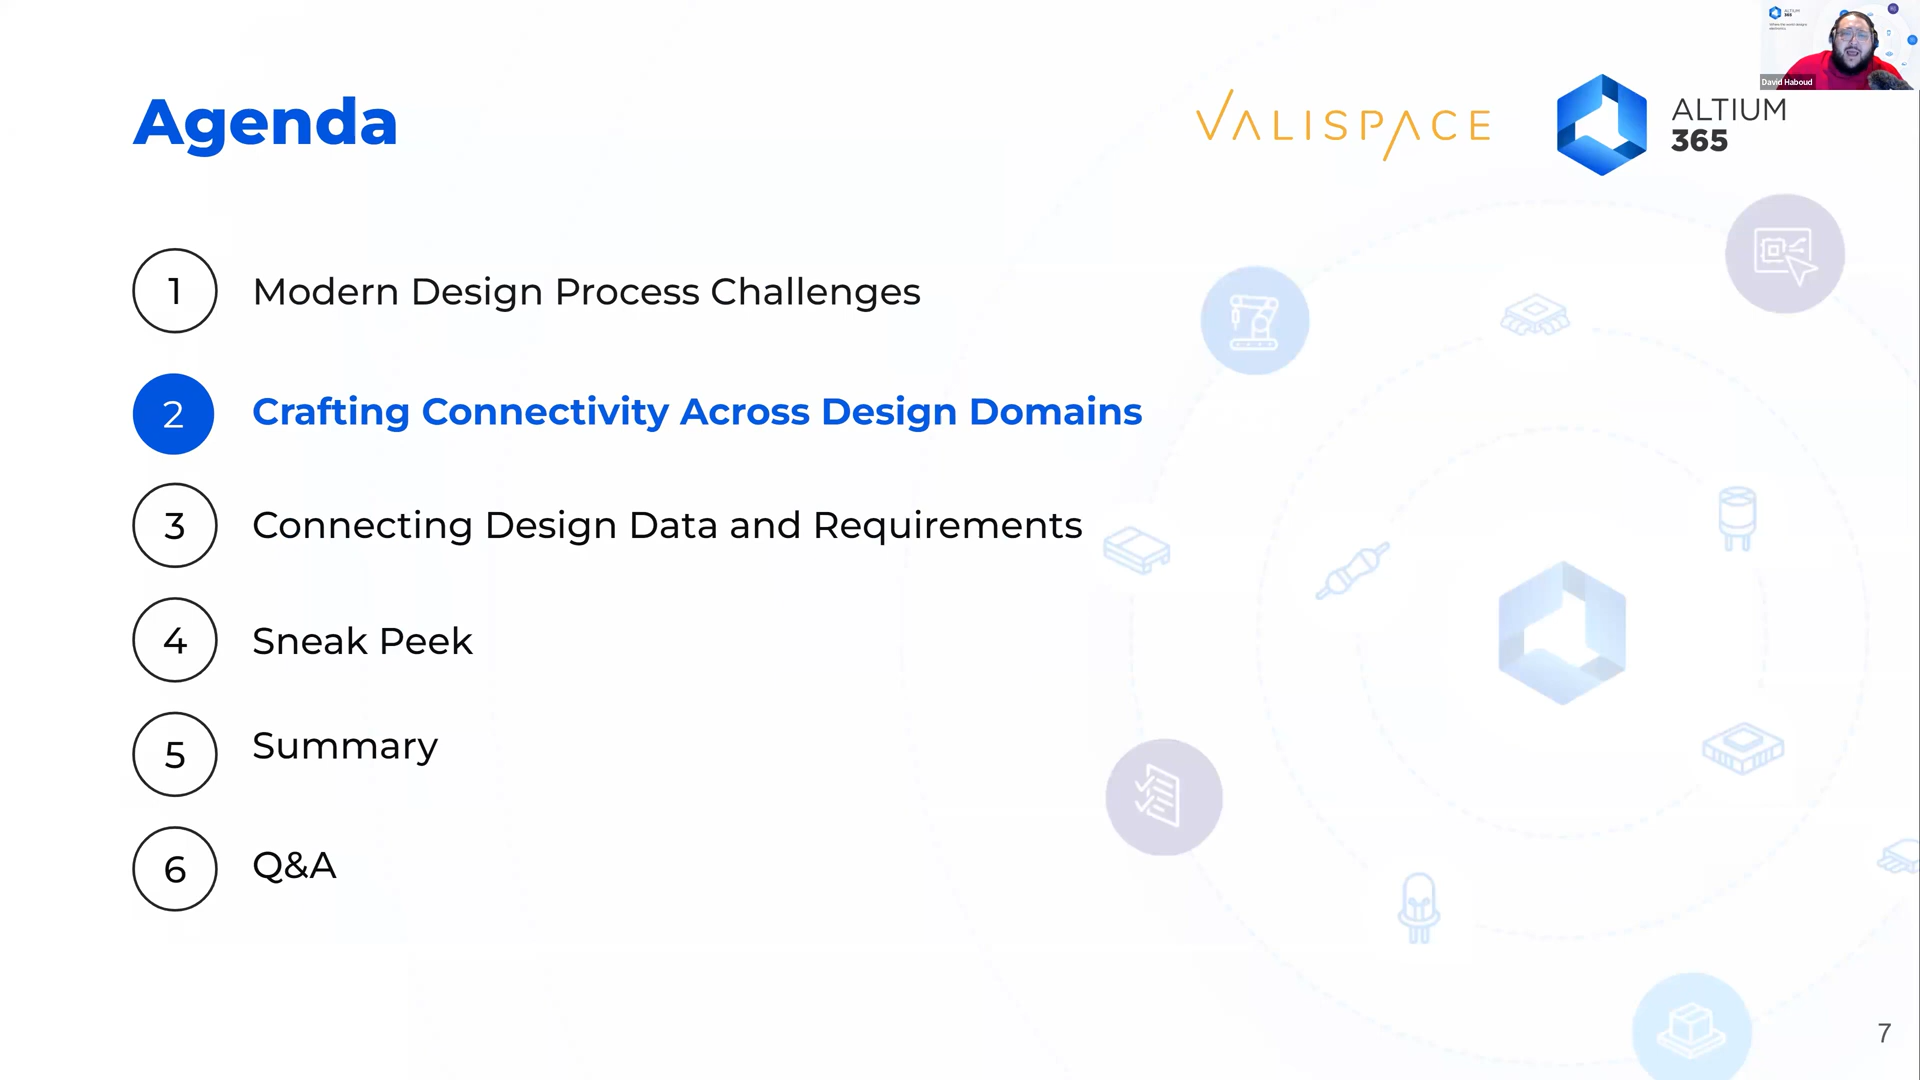 Agenda
VALISPACE
ALTIUM
365
David Haboud
1
Modern Design Process Challenges
2
Crafting Connectivity Across Design Domains
3
Connecting Design Data and Requirements
4
Sneak Peek
5
Summary
6
Q&A
7